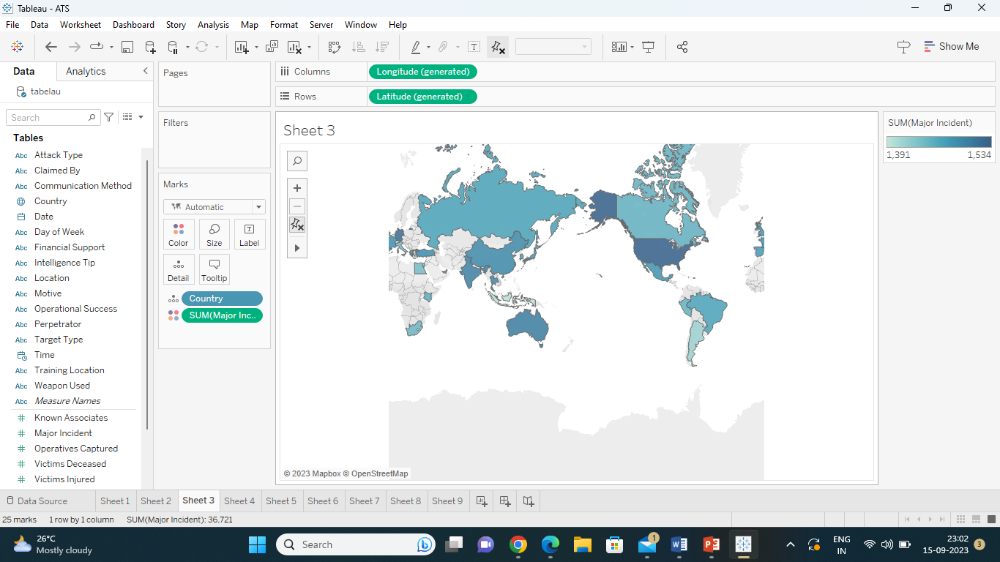 Tableau - ATS
File Data Worksheet Dashboard Story Analysis Map Format Server Window Help
Show Me
Data Analytics
tabelau
Search
Tables
Abc Attack Type
Abc Claimed By
Abc Communication Method
Country
Date
Abc Day of Week
Abc Financial Support
Abc Intelligence Tip
Abc Location
Abc Motive
Abc Operational Success
Abc Perpetrator
Abc Target Type
Time
Abc Training Location
Abc Weapon Used
Abc Measure Names
# Known Associates
# Major Incident
# Operatives Captured
# Victims Deceased
# Victims Injured
Pages
Filters
Marks
Automatic
Color Size Label
Detail Tooltip
Country
SUM(Major Inc..
Columns Longitude (generated)
Rows Latitude (generated)
Sheet 3
© 2023 Mapbox © OpenStreetMap
SUM(Major Incident)
1,391 1,534
Data Source Sheet 1 Sheet 2 Sheet 3 Sheet 4 Sheet 5 Sheet 6 Sheet 7 Sheet 8 Sheet 9
25 marks 1 row by 1 column SUM(Major Incident): 36,721
26°C
Mostly cloudy
Search
1
ENG
IN
23:02
15-09-2023
3